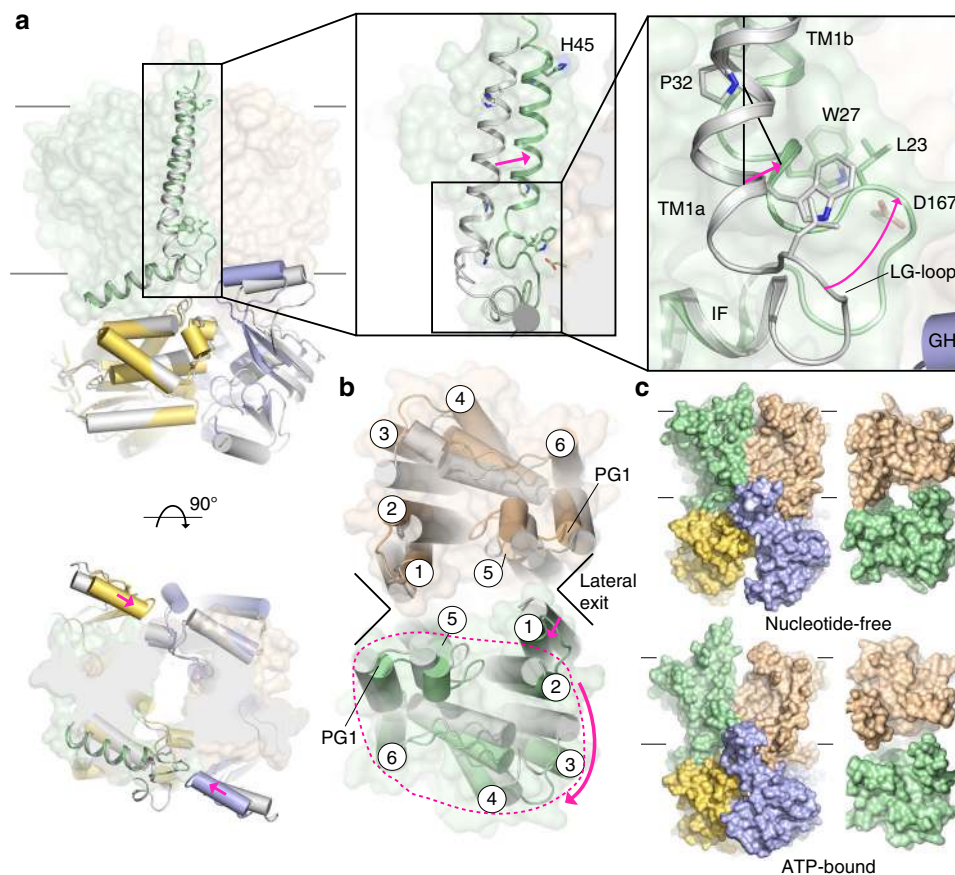 a
H45
TM1b
P32
W27
L23
D167
TM1a
LG-loop
IF
GH
90°
b
4
3
6
PG1
2
1
5
Lateral
exit
5
1
2
PG1
6
3
4
c
Nucleotide-free
ATP-bound